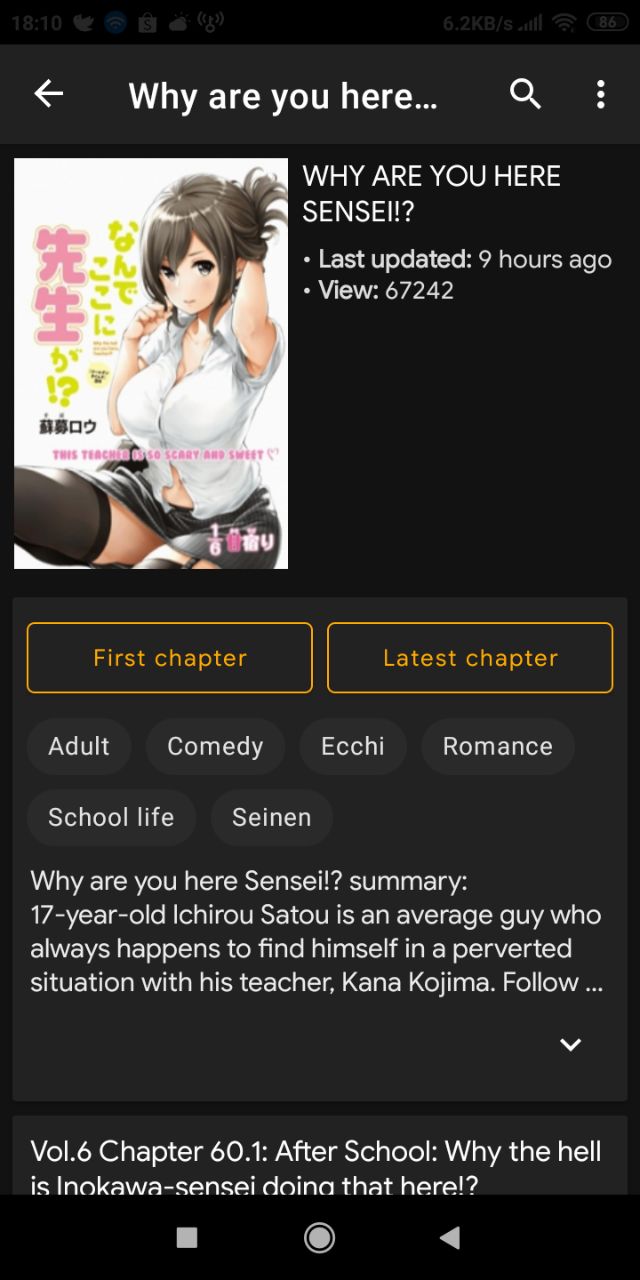 18:10 6.2KB/s 86
Why are you here...
WHY ARE YOU HERE
SENSEI!?
• Last updated: 9 hours ago
• View: 67242
なんで
ここに
先生
が!?
蘇募ロウ
THIS TEACHER IS SO SCARY AND SWEET
1/6 甘宿り
First chapter
Latest chapter
Adult
Comedy
Ecchi
Romance
School life
Seinen
Why are you here Sensei!? summary:
17-year-old Ichirou Satou is an average guy who
always happens to find himself in a perverted
situation with his teacher, Kana Kojima. Follow ...
Vol.6 Chapter 60.1: After School: Why the hell
is Inokawa-sensei doing that here!?